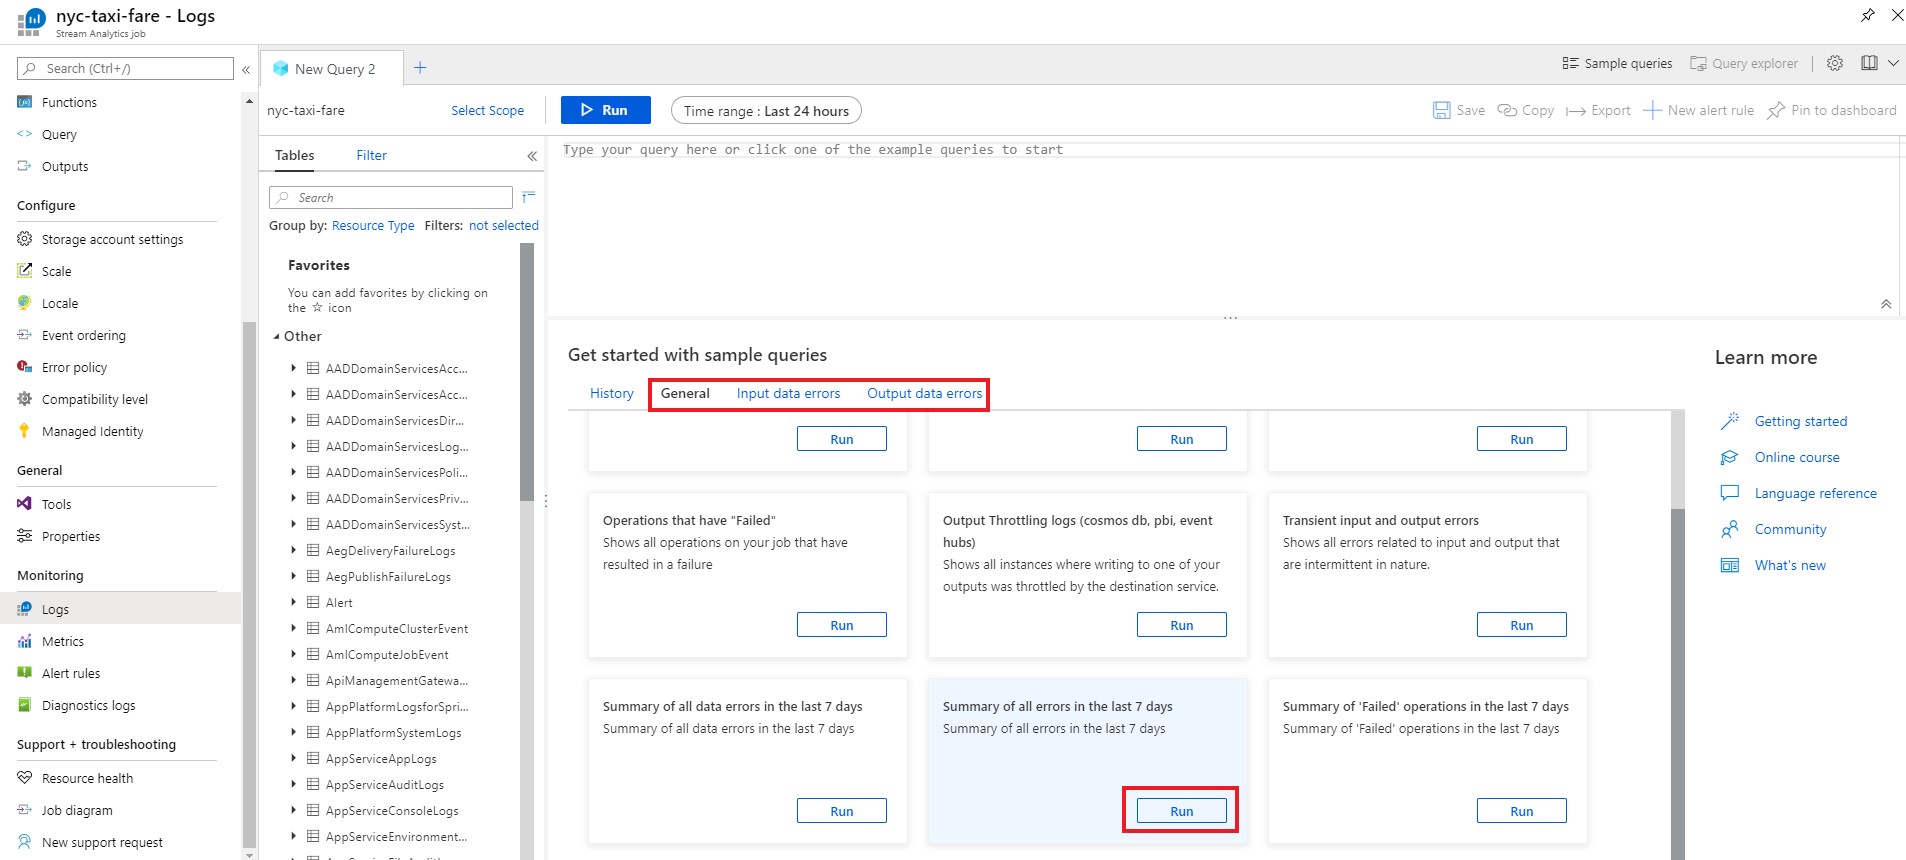 nyc-taxi-fare - Logs
Stream Analytics job
Search (Ctrl+/)
Functions
Query
Outputs
Configure
Storage account settings
Scale
Locale
Event ordering
Error policy
Compatibility level
Managed Identity
General
Tools
Properties
Monitoring
Logs
Metrics
Alert rules
Diagnostics logs
Support + troubleshooting
Resource health
Job diagram
New support request
New Query 2
Sample queries
Query explorer
nyc-taxi-fare
Select Scope
Run
Time range : Last 24 hours
Save
Copy
Export
New alert rule
Pin to dashboard
Tables
Filter
Search
Group by: Resource Type Filters: not selected
Favorites
You can add favorites by clicking on
the ☆ icon
Other
AADDomainServicesAcc...
AADDomainServicesAcc...
AADDomainServicesDir...
AADDomainServicesLog...
AADDomainServicesPoli...
AADDomainServicesPriv...
AADDomainServicesSyst...
AegDeliveryFailureLogs
AegPublishFailureLogs
Alert
AmlComputeClusterEvent
AmlComputeJobEvent
ApiManagementGatewa...
AppPlatformLogsforSpri...
AppPlatformSystemLogs
AppServiceAppLogs
AppServiceAuditLogs
AppServiceConsoleLogs
AppServiceEnvironment...
Type your query here or click one of the example queries to start
Get started with sample queries
History
General
Input data errors
Output data errors
Run
Run
Run
Operations that have "Failed"
Shows all operations on your job that have
resulted in a failure
Run
Output Throttling logs (cosmos db, pbi, event
hubs)
Shows all instances where writing to one of your
outputs was throttled by the destination service.
Run
Transient input and output errors
Shows all errors related to input and output that
are intermittent in nature.
Run
Summary of all data errors in the last 7 days
Summary of all data errors in the last 7 days
Run
Summary of all errors in the last 7 days
Summary of all errors in the last 7 days
Run
Summary of 'Failed' operations in the last 7 days
Summary of 'Failed' operations in the last 7 days
Run
Learn more
Getting started
Online course
Language reference
Community
What's new